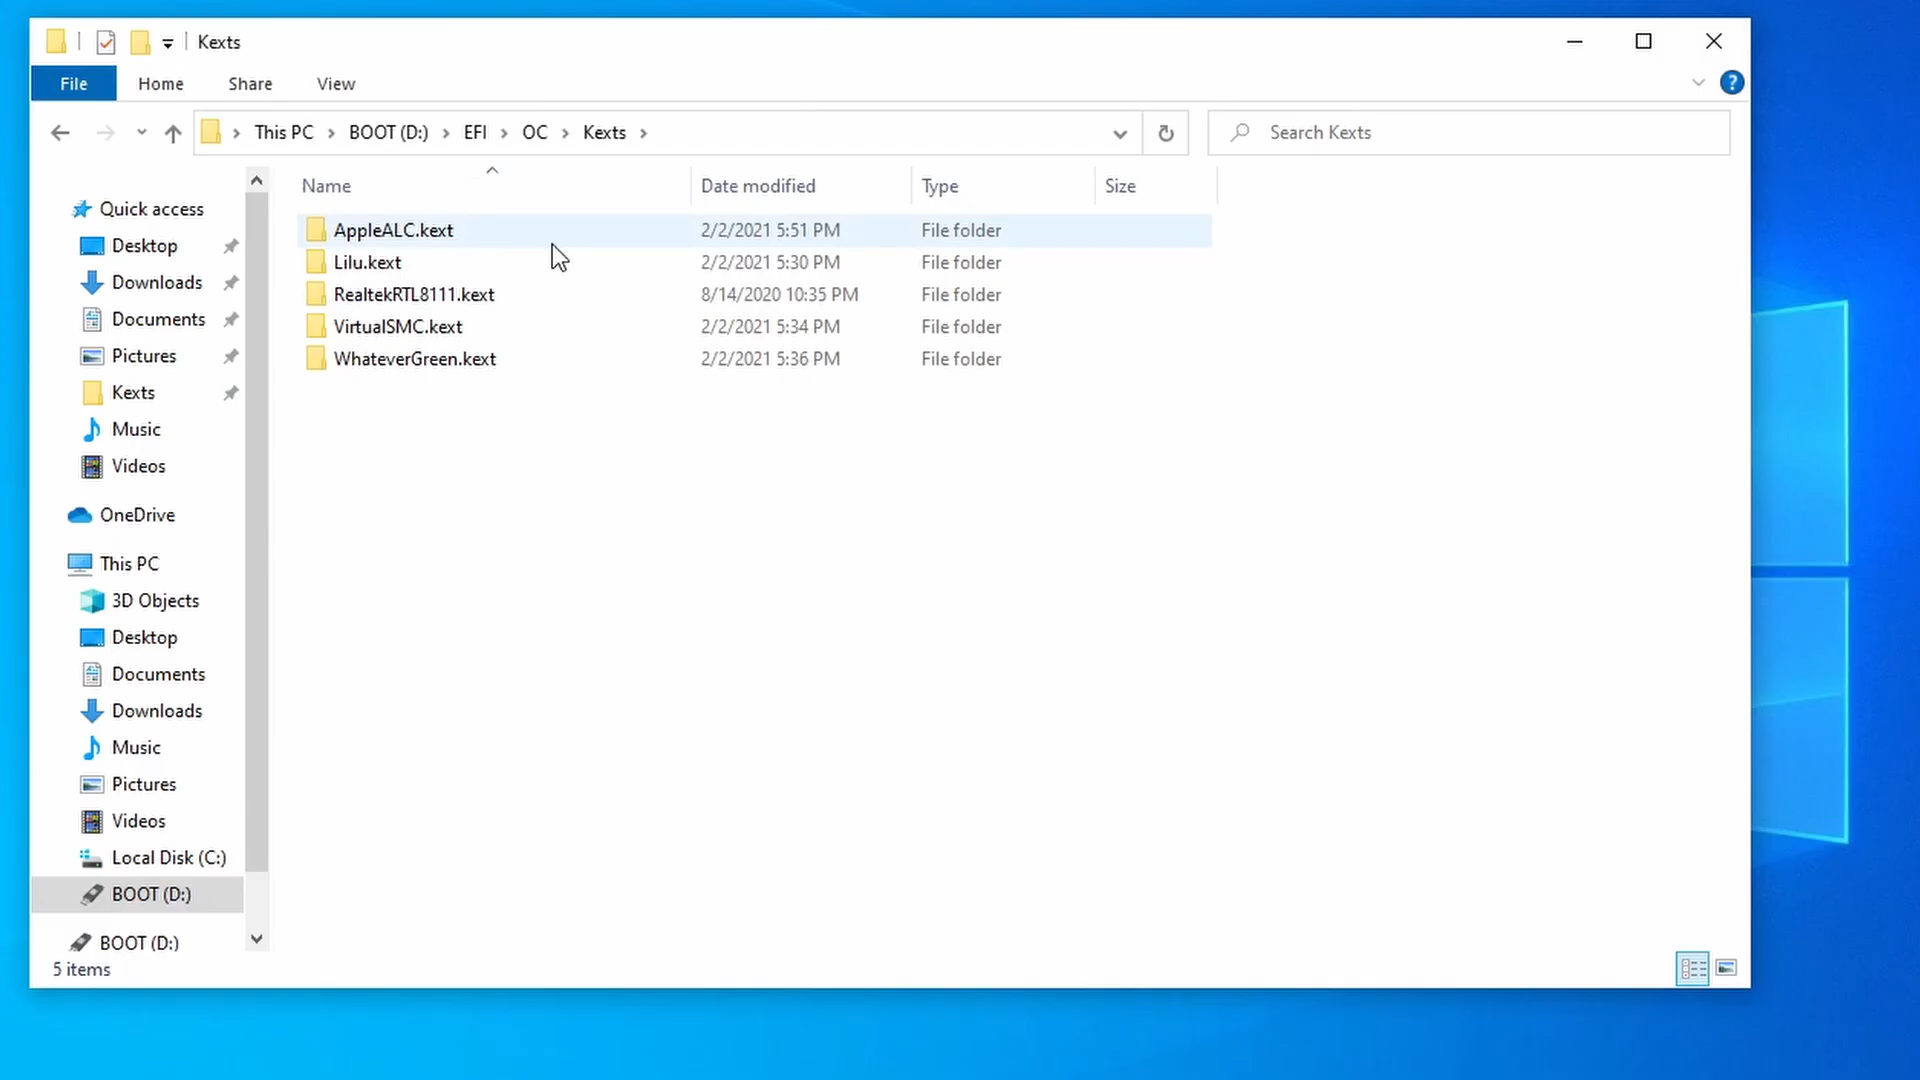 Kexts
File Home Share View
This PC BOOT (D:) EFI OC Kexts
Search Kexts
Name Date modified Type Size
AppleALC.kext 2/2/2021 5:51 PM File folder
Lilu.kext 2/2/2021 5:30 PM File folder
RealtekRTL8111.kext 8/14/2020 10:35 PM File folder
VirtualSMC.kext 2/2/2021 5:34 PM File folder
WhateverGreen.kext 2/2/2021 5:36 PM File folder
Quick access
Desktop
Downloads
Documents
Pictures
Kexts
Music
Videos
OneDrive
This PC
3D Objects
Desktop
Documents
Downloads
Music
Pictures
Videos
Local Disk (C:)
BOOT (D:)
BOOT (D:)
5 items